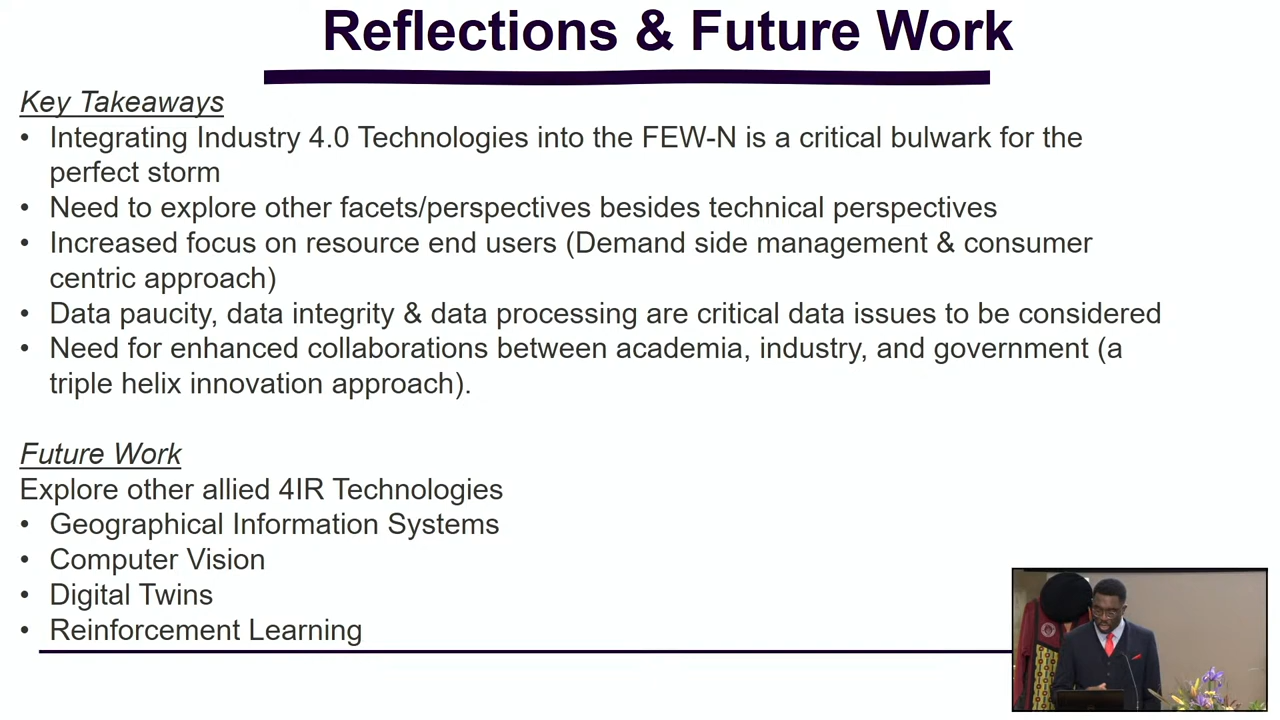 Reflections & Future Work
Key Takeaways
• Integrating Industry 4.0 Technologies into the FEW-N is a critical bulwark for the
perfect storm
• Need to explore other facets/perspectives besides technical perspectives
• Increased focus on resource end users (Demand side management & consumer
centric approach)
• Data paucity, data integrity & data processing are critical data issues to be considered
• Need for enhanced collaborations between academia, industry, and government (a
triple helix innovation approach).
Future Work
Explore other allied 4IR Technologies
• Geographical Information Systems
• Computer Vision
• Digital Twins
• Reinforcement Learning